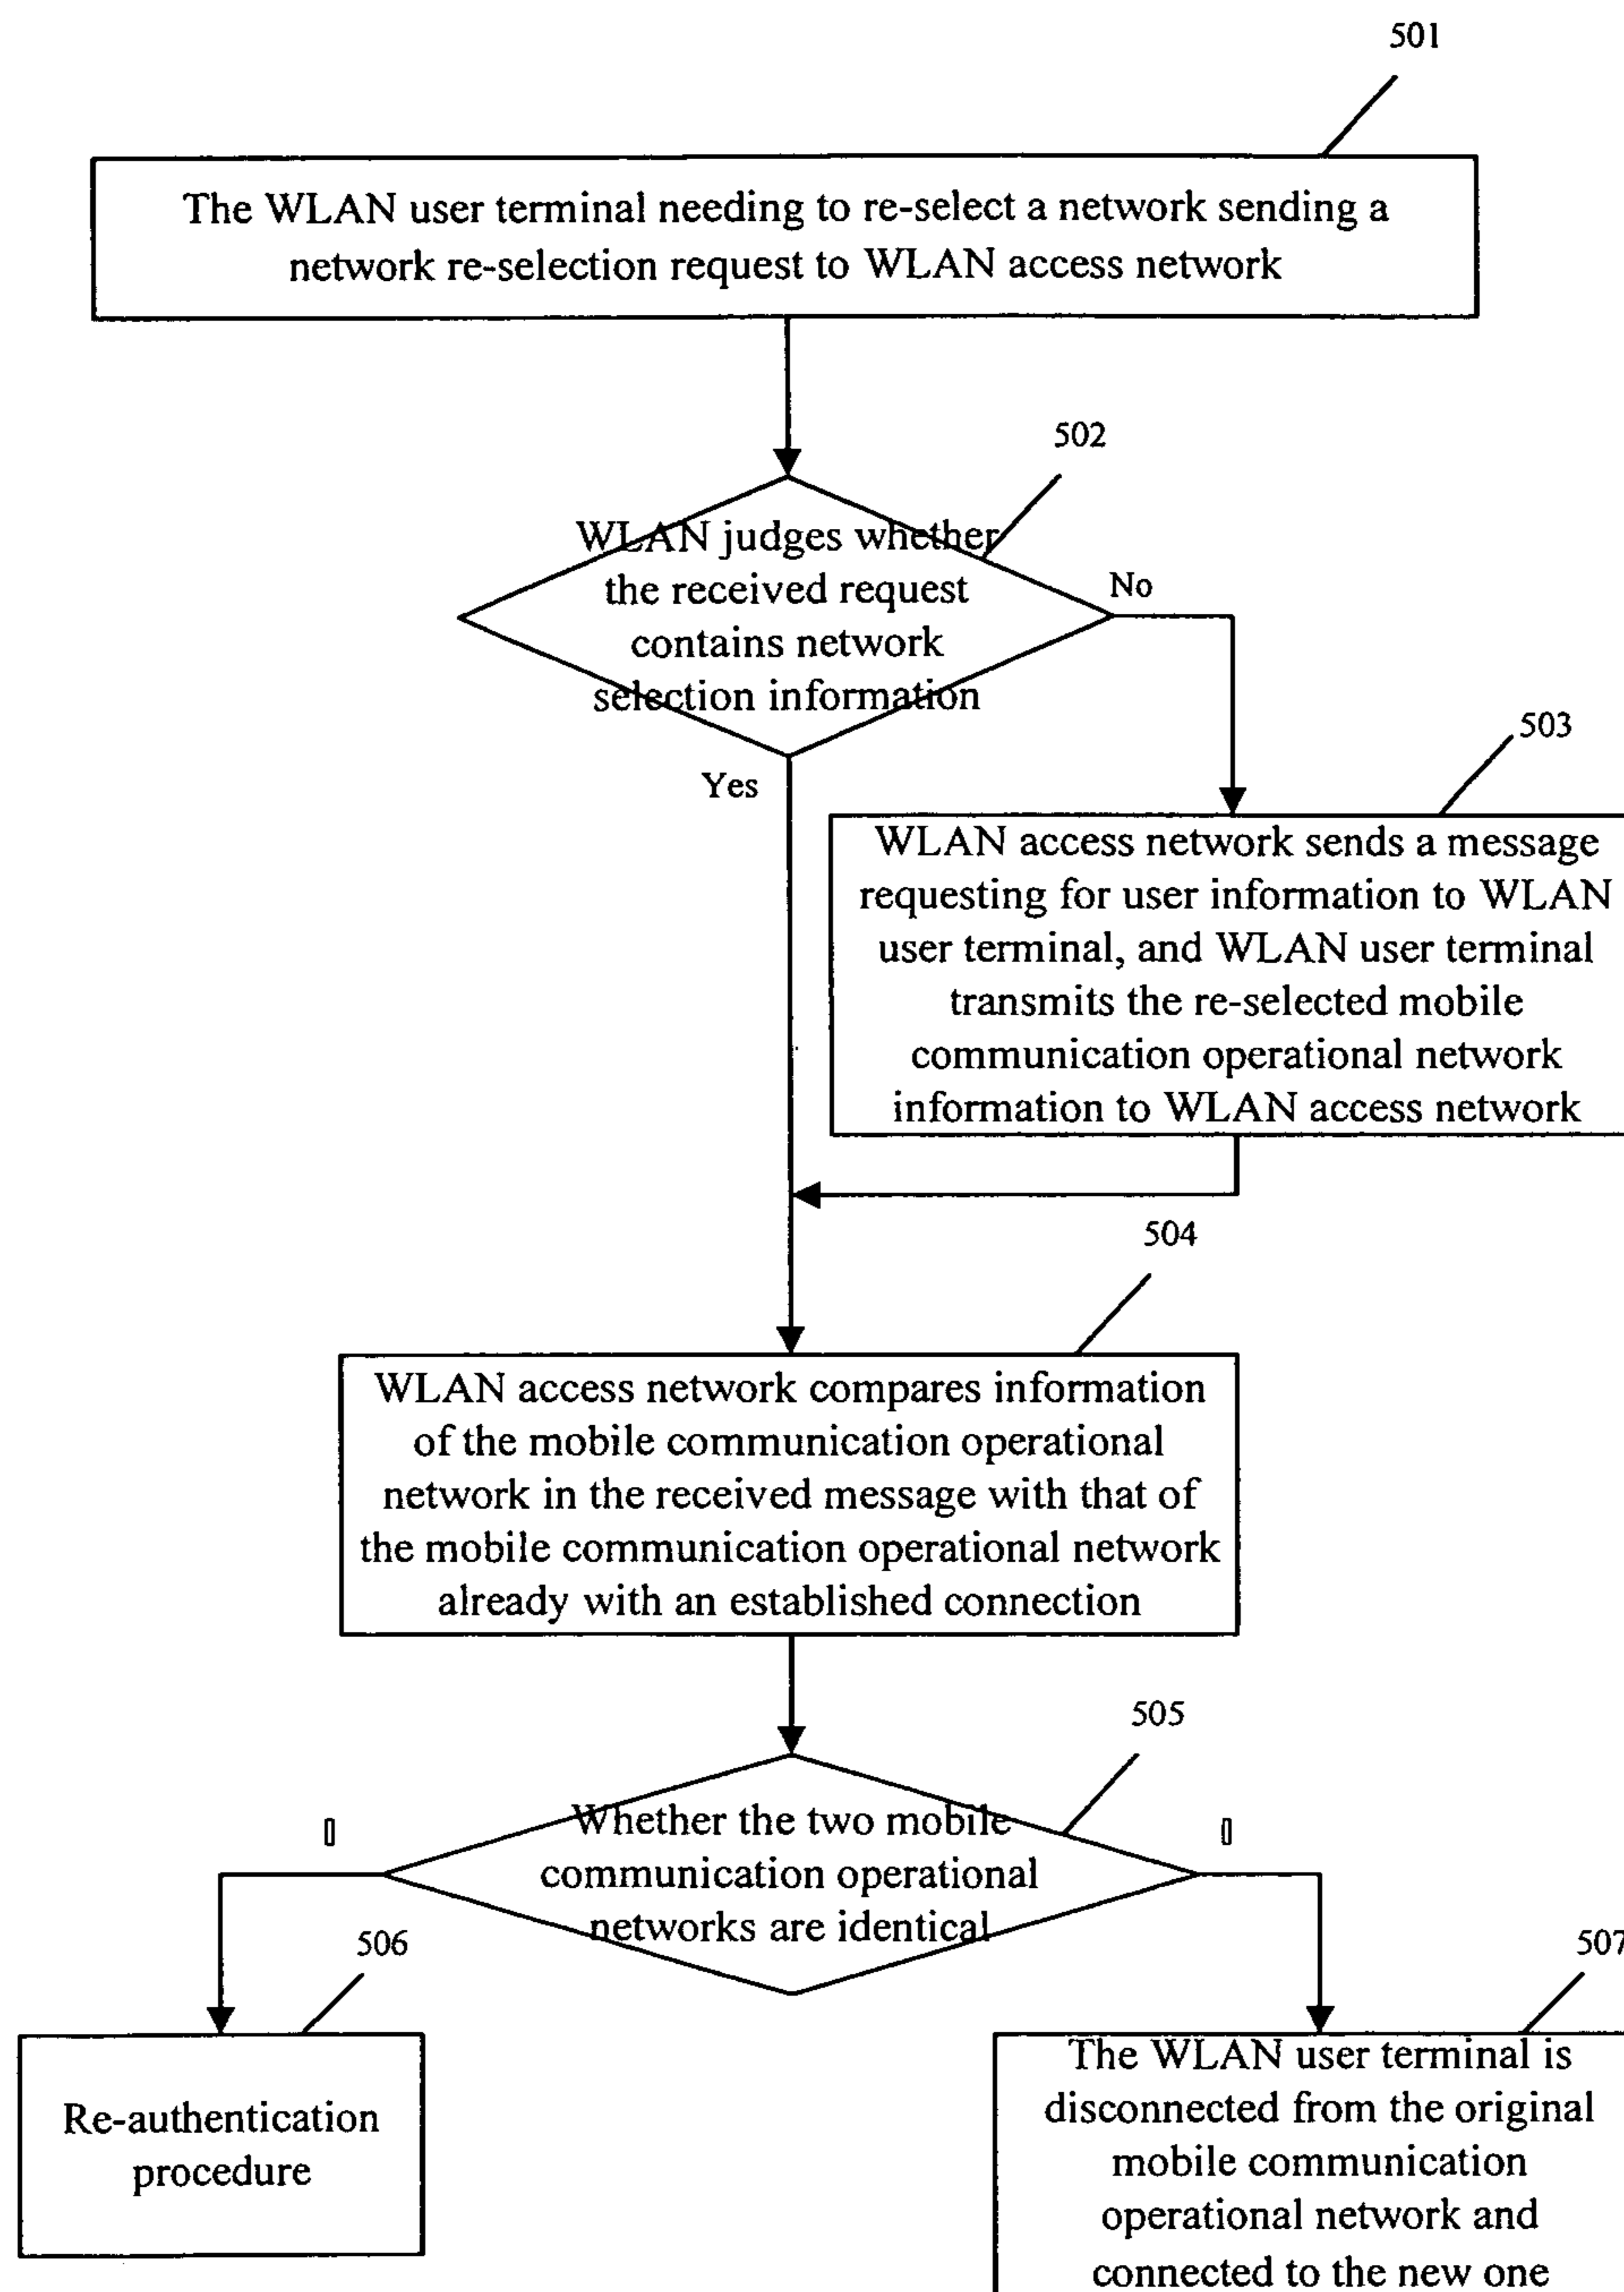 501
The WLAN user terminal needing to re-select a network sending a
network re-selection request to WLAN access network
502
WLAN judges whether
the received request
contains network
selection information
No
Yes
503
WLAN access network sends a message
requesting for user information to WLAN
user terminal, and WLAN user terminal
transmits the re-selected mobile
communication operational network
information to WLAN access network
504
WLAN access network compares information
of the mobile communication operational
network in the received message with that of
the mobile communication operational network
already with an established connection
505
Whether the two mobile
communication operational
networks are identical
506
507
Re-authentication
procedure
The WLAN user terminal is
disconnected from the original
mobile communication
operational network and
connected to the new one